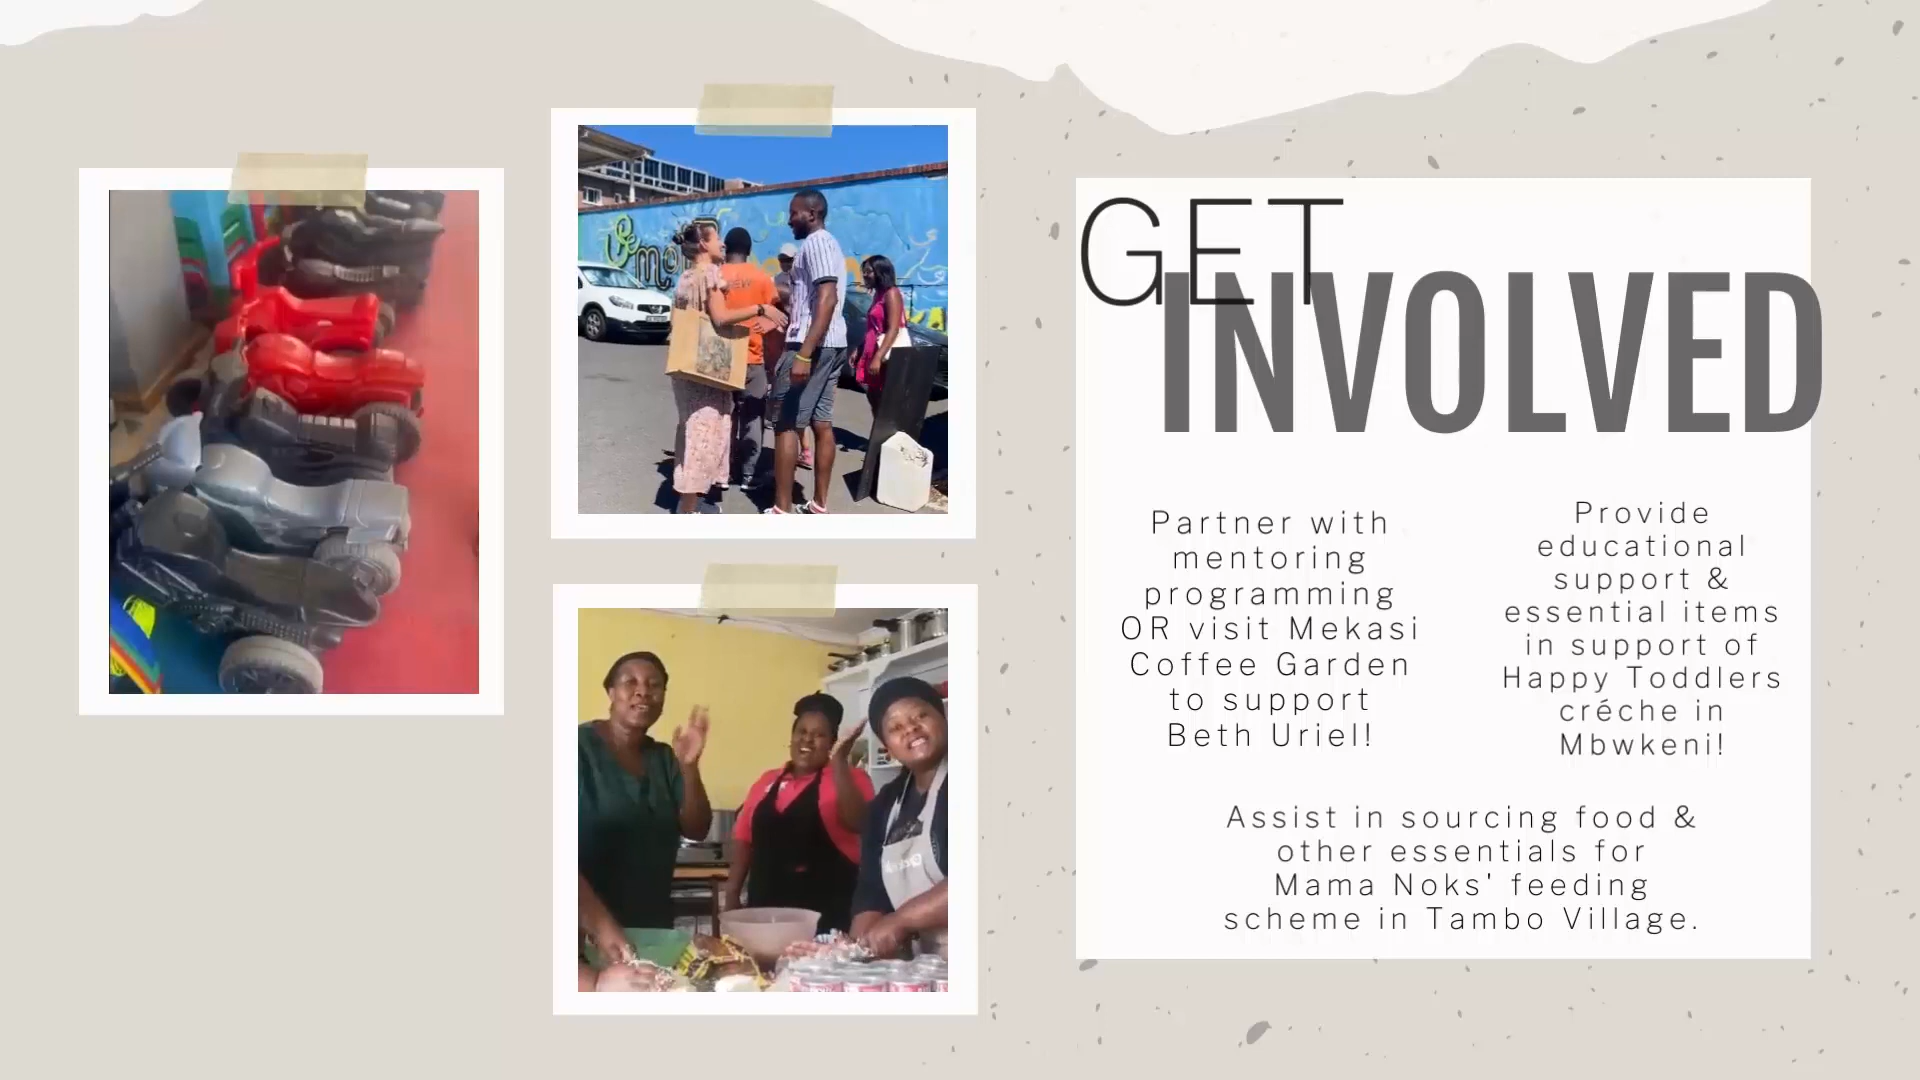 GET
INVOLVED
Partner with
mentoring
programming
OR visit Mekasi
Coffee Garden
to support
Beth Uriel!
Provide
educational
support &
essential items
in support of
Happy Toddlers
créche in
Mbwkeni!
Assist in sourcing food &
other essentials for
Mama Noks' feeding
scheme in Tambo Village.